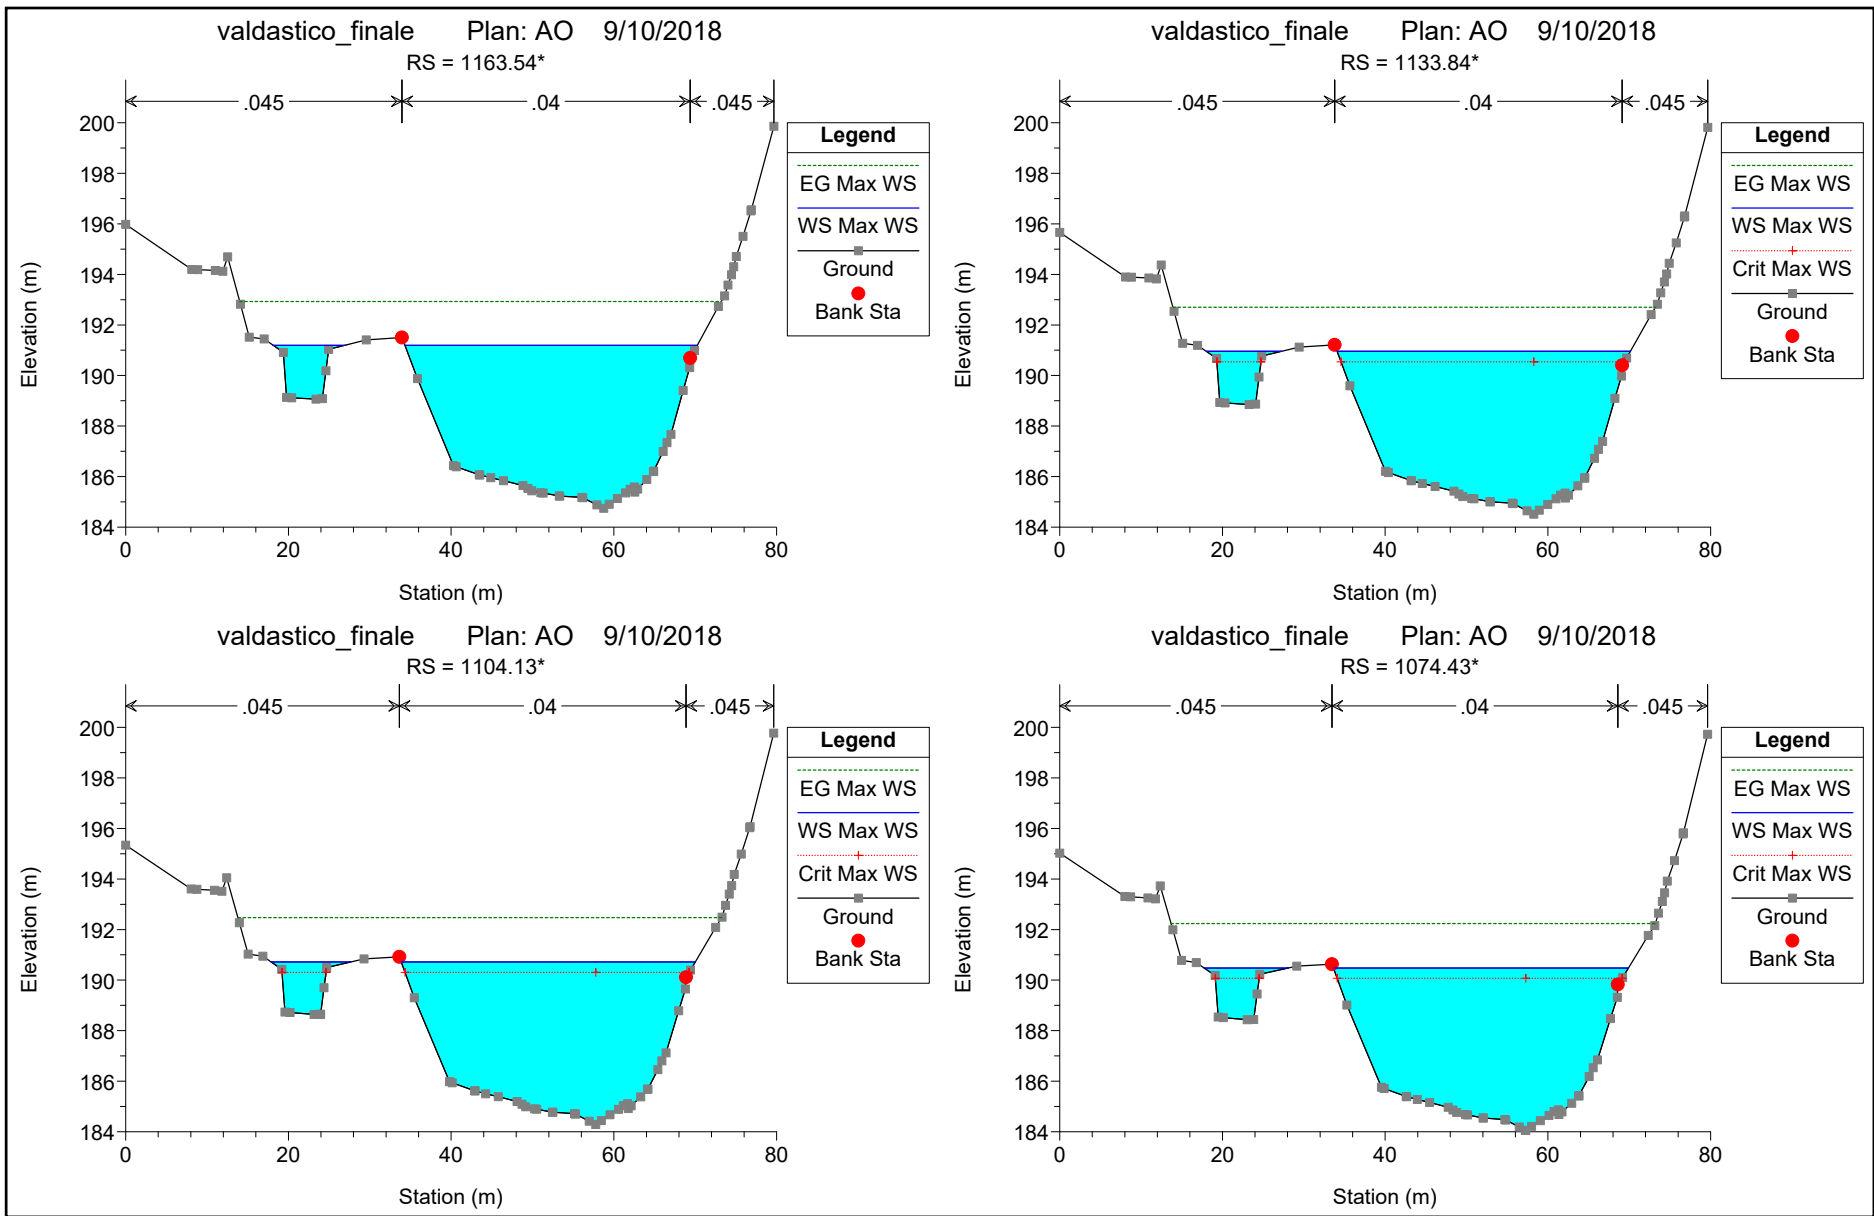 valdastico_finale Plan: AO 9/10/2018
RS = 1163.54*
.045 .04 .045
200
198
196
194
192
190
188
186
184
0 20 40 60 80
Elevation (m)
Station (m)
Legend
EG Max WS
WS Max WS
Ground
Bank Sta
valdastico_finale Plan: AO 9/10/2018
RS = 1133.84*
.045 .04 .045
200
198
196
194
192
190
188
186
184
0 20 40 60 80
Elevation (m)
Station (m)
Legend
EG Max WS
WS Max WS
Crit Max WS
Ground
Bank Sta
valdastico_finale Plan: AO 9/10/2018
RS = 1104.13*
.045 .04 .045
200
198
196
194
192
190
188
186
184
0 20 40 60 80
Elevation (m)
Station (m)
Legend
EG Max WS
WS Max WS
Crit Max WS
Ground
Bank Sta
valdastico_finale Plan: AO 9/10/2018
RS = 1074.43*
.045 .04 .045
200
198
196
194
192
190
188
186
184
0 20 40 60 80
Elevation (m)
Station (m)
Legend
EG Max WS
WS Max WS
Crit Max WS
Ground
Bank Sta